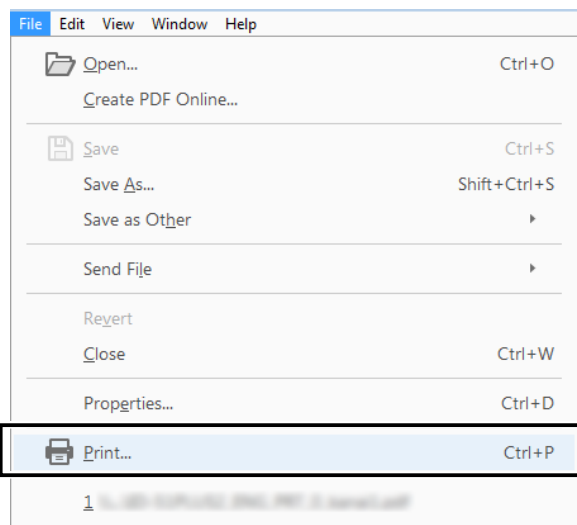 File Edit View Window Help
Open... Ctrl+O
Create PDF Online...
Save Ctrl+S
Save As... Shift+Ctrl+S
Save as Other
Send File
Revert
Close Ctrl+W
Properties... Ctrl+D
Print... Ctrl+P
1